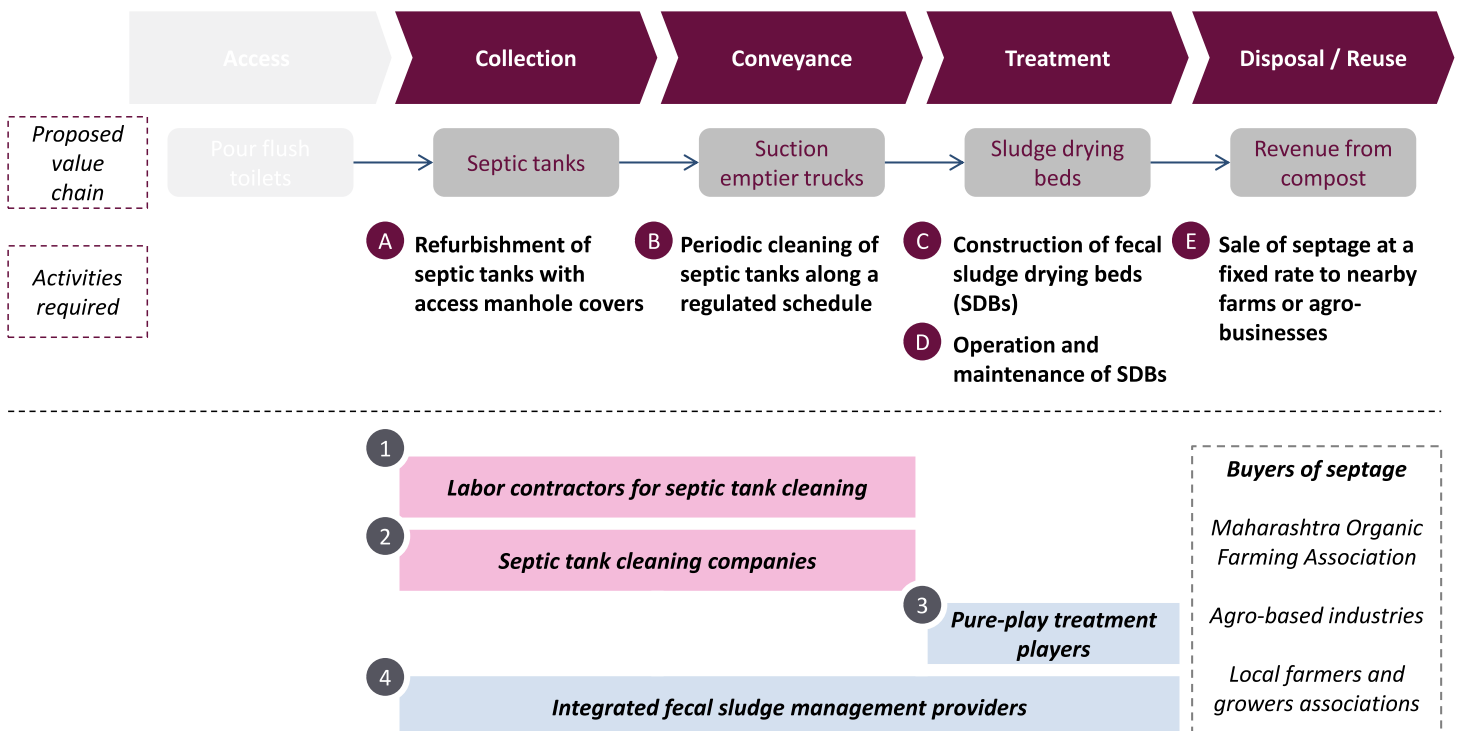 Access
Collection
Conveyance
Treatment
Disposal / Reuse
Proposed
value
chain
Pour flush
toilets
Septic tanks
Suction
emptier trucks
Sludge drying
beds
Revenue from
compost
Activities
required
A
Refurbishment of
septic tanks with
access manhole covers
B
Periodic cleaning of
septic tanks along a
regulated schedule
C
Construction of fecal
sludge drying beds
(SDBs)
D
Operation and
maintenance of SDBs
E
Sale of septage at a
fixed rate to nearby
farms or agro-
businesses
1
Labor contractors for septic tank cleaning
2
Septic tank cleaning companies
3
Pure-play treatment
players
4
Integrated fecal sludge management providers
Buyers of septage
Maharashtra Organic
Farming Association
Agro-based industries
Local farmers and
growers associations